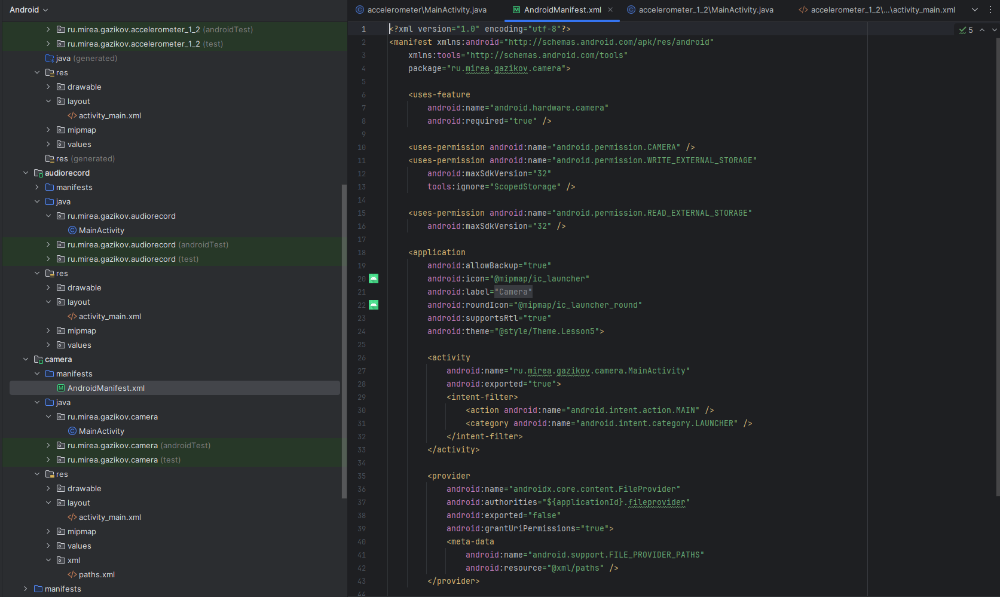 Android
ru.mirea.gazikov.accelerometer_1_2 (androidTest)
ru.mirea.gazikov.accelerometer_1_2 (test)
java (generated)
res
drawable
layout
activity_main.xml
mipmap
values
res (generated)
audiorecord
manifests
java
ru.mirea.gazikov.audiorecord
MainActivity
ru.mirea.gazikov.audiorecord (androidTest)
ru.mirea.gazikov.audiorecord (test)
res
drawable
layout
activity_main.xml
mipmap
values
camera
manifests
AndroidManifest.xml
java
ru.mirea.gazikov.camera
MainActivity
ru.mirea.gazikov.camera (androidTest)
ru.mirea.gazikov.camera (test)
res
drawable
layout
activity_main.xml
mipmap
values
xml
paths.xml
manifests
accelerometer\MainActivity.java AndroidManifest.xml accelerometer_1_2\MainActivity.java accelerometer_1_2\...\activity_main.xml
5
1 <?xml version="1.0" encoding="utf-8"?>
2 <manifest xmlns:android="http://schemas.android.com/apk/res/android"
3 xmlns:tools="http://schemas.android.com/tools"
4 package="ru.mirea.gazikov.camera">
5
6 <uses-feature
7 android:name="android.hardware.camera"
8 android:required="true" />
9
10 <uses-permission android:name="android.permission.CAMERA" />
11 <uses-permission android:name="android.permission.WRITE_EXTERNAL_STORAGE"
12 android:maxSdkVersion="32"
13 tools:ignore="ScopedStorage" />
14
15 <uses-permission android:name="android.permission.READ_EXTERNAL_STORAGE"
16 android:maxSdkVersion="32" />
17
18 <application
19 android:allowBackup="true"
20 android:icon="@mipmap/ic_launcher"
21 android:label="Camera"
22 android:roundIcon="@mipmap/ic_launcher_round"
23 android:supportsRtl="true"
24 android:theme="@style/Theme.Lesson5">
25
26 <activity
27 android:name="ru.mirea.gazikov.camera.MainActivity"
28 android:exported="true">
29 <intent-filter>
30 <action android:name="android.intent.action.MAIN" />
31 <category android:name="android.intent.category.LAUNCHER" />
32 </intent-filter>
33 </activity>
34
35 <provider
36 android:name="androidx.core.content.FileProvider"
37 android:authorities="${applicationId}.fileprovider"
38 android:exported="false"
39 android:grantUriPermissions="true">
40 <meta-data
41 android:name="android.support.FILE_PROVIDER_PATHS"
42 android:resource="@xml/paths" />
43 </provider>
44